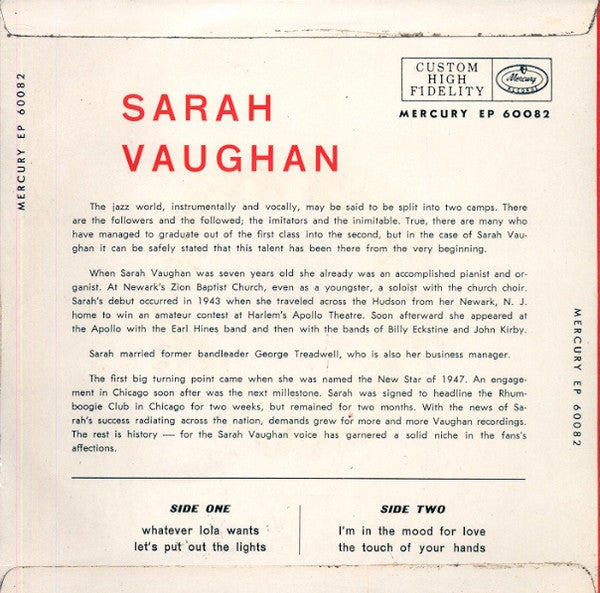 CUSTOM
HIGH
FIDELITY
Mercury
RECORDS
MERCURY EP 60082
MERCURY EP 60082
SARAH
VAUGHAN
The jazz world, instrumentally and vocally, may be said to be split into two camps. There
are the followers and the followed; the imitators and the inimitable. True, there are many who
have managed to graduate out of the first class into the second, but in the case of Sarah Vau-
ghan it can be safely stated that this talent has been there from the very beginning.
When Sarah Vaughan was seven years old she already was an accomplished pianist and or-
ganist. At Newark's Zion Baptist Church, even as a youngster, a soloist with the church choir.
Sarah's debut occurred in 1943 when she traveled across the Hudson from her Newark, N. J.
home to win an amateur contest at Harlem's Apollo Theatre. Soon afterward she appeared at
the Apollo with the Earl Hines band and then with the bands of Billy Eckstine and John Kirby.
Sarah married former bandleader George Treadwell, who is also her business manager.
The first big turning point came when she was named the New Star of 1947. An engage-
ment in Chicago soon after was the next millestone. Sarah was signed to headline the Rhum-
boogie Club in Chicago for two weeks, but remained for two months. With the news of Sa-
rah's success radiating across the nation, demands grew for more and more Vaughan recordings.
The rest is history — for the Sarah Vaughan voice has garnered a solid niche in the fans's
affections.
MERCURY EP 60082
SIDE ONE
whatever lola wants
let's put out the lights
SIDE TWO
I'm in the mood for love
the touch of your hands